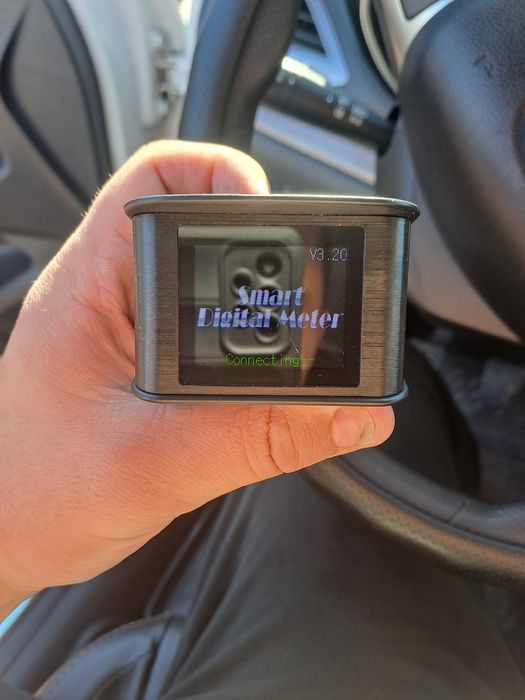 V3.20
Smart
Digital Meter
Connecting--